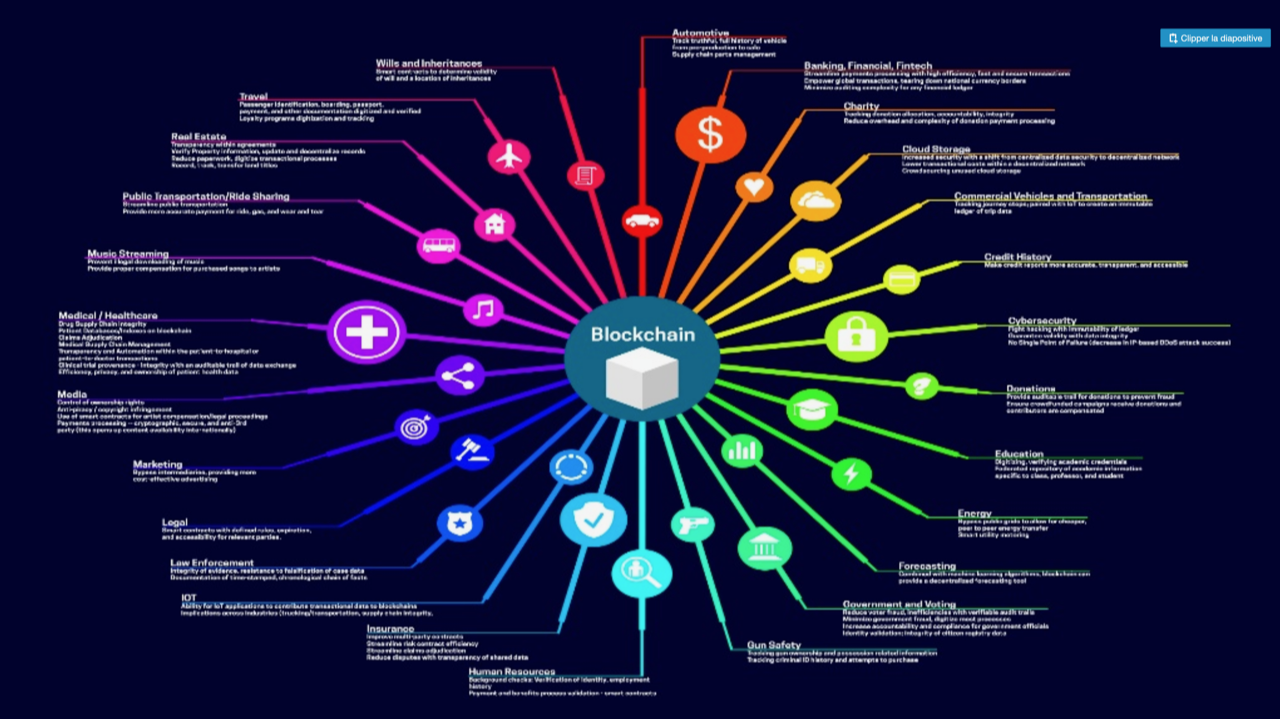 Clipper la diapositive
Blockchain
Automotive
Track truthful, full history of vehicle
from pre-production to sale
Supply chain parts management
Banking, Financial, Fintech
Streamline payments processing with high efficiency, fast and secure transactions
Empower global transactions, tearing down national currency borders
Minimize auditing complexity for any financial ledger
Charity
Tracking donation allocation, accountability, integrity
Reduce overhead and complexity of donation payment processing
Cloud Storage
Increased security with a shift from centralized data security to decentralized network
Lower transactional costs within a decentralized network
Crowdsourcing unused cloud storage
Commercial Vehicles and Transportation
Tracking journey stops; paired with IoT to create an immutable
ledger of trip data
Credit History
Make credit reports more accurate, transparent, and accessible
Cybersecurity
Fight hacking with immutability of ledger
Guarantee validity with data integrity
No Single Point of Failure (decrease in IP-based DDoS attack success)
Donations
Provide auditable trail for donations to prevent fraud
Ensure crowdfunded campaigns receive donations and
contributors are compensated
Education
Digitizing, verifying academic credentials
Federated repository of academic information
specific to class, professor, and student
Energy
Bypass public grids to allow for cheaper,
peer to peer energy transfer
Smart utility metering
Forecasting
Combined with machine learning algorithms, blockchain can
provide a decentralized forecasting tool
Government and Voting
Reduce voter fraud, inefficiencies with verifiable audit trails
Minimize government fraud, digitize most processes
Increase accountability and compliance for government officials
Identity validation; integrity of citizen registry data
Gun Safety
Tracking gun ownership and possession related information
Tracking criminal ID history and attempts to purchase
Human Resources
Background checks: Verification of identity, employment
history
Payment and benefits process validation - smart contracts
Insurance
Improve multi-party contracts
Streamline risk contract efficiency
Streamline claims adjudication
Reduce disputes with transparency of shared data
IOT
Ability for IoT applications to contribute transactional data to blockchains
Implications across industries (trucking/transportation, supply chain integrity,
Law Enforcement
Integrity of evidence, resistance to falsification of case data
Documentation of time-stamped, chronological chain of facts
Legal
Smart contracts with defined rules, expiration,
and accessibility for relevant parties.
Marketing
Bypass intermediaries, providing more
cost-effective advertising
Media
Control of ownership rights
Anti-piracy / copyright infringement
Use of smart contracts for artist compensation/legal proceedings
Payments processing — cryptographic, secure, and anti-3rd
party (this opens up content availability internationally)
Medical / Healthcare
Drug Supply Chain Integrity
Patient Databases/Indexes on blockchain
Claims Adjudication
Medical Supply Chain Management
Transparency and Automation within the patient-to-hospital or
patient-to-doctor transactions
Clinical trial provenance - integrity with an auditable trail of data exchange
Efficiency, privacy, and ownership of patient health data
Music Streaming
Prevent illegal downloading of music
Provide proper compensation for purchased songs to artists
Public Transportation/Ride Sharing
Streamline public transportation
Provide more accurate payment for ride, gas, and wear and tear
Real Estate
Transparency within agreements
Verify Property information, update and decentralize records
Reduce paperwork, digitize transactional processes
Record, track, transfer land titles
Travel
Passenger identification, boarding, passport,
payment, and other documentation digitized and verified
Loyalty programs digitization and tracking
Wills and Inheritances
Smart contracts to determine validity
of will and allocation of inheritances